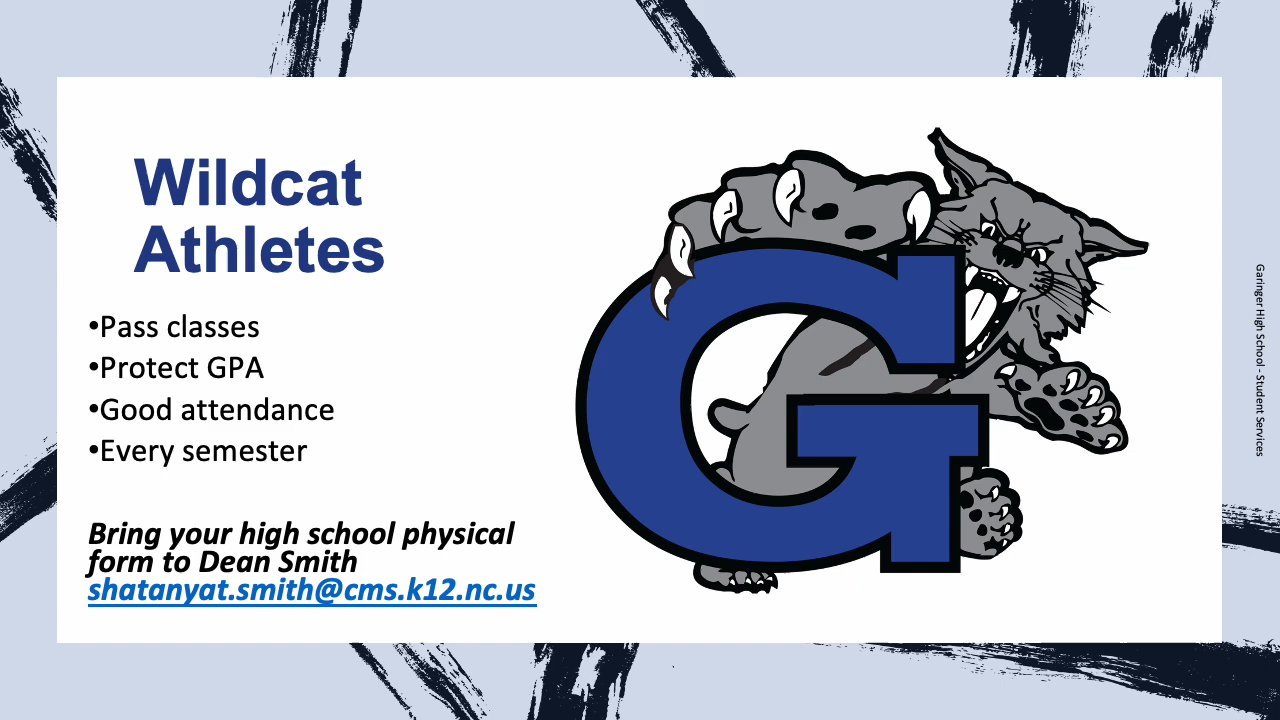 Wildcat
Athletes
•Pass classes
•Protect GPA
•Good attendance
•Every semester
Bring your high school physical
form to Dean Smith
shatanyat.smith@cms.k12.nc.us
G
Garinger High School - Student Services